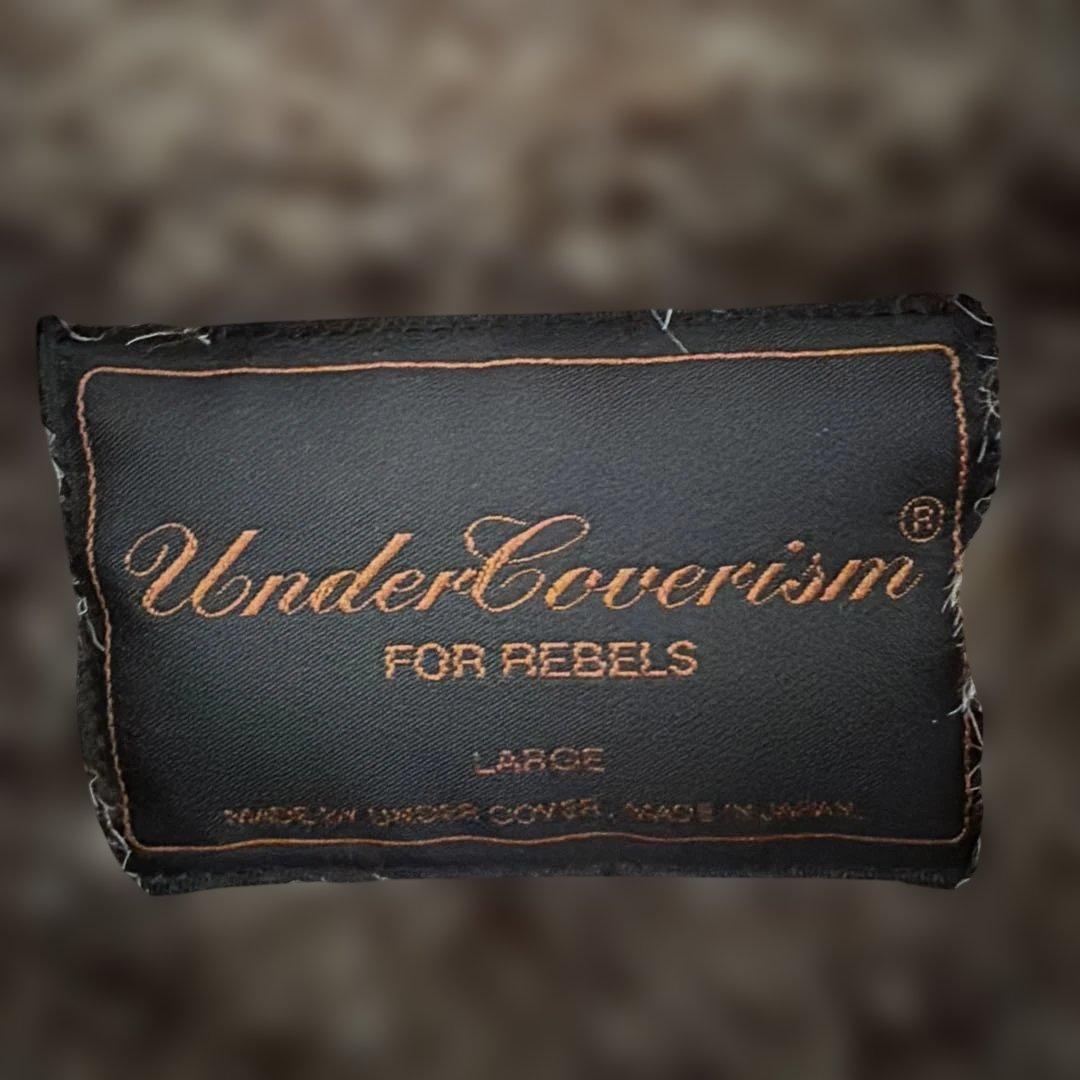 UnderCoverism®
FOR REBELS
LARGE
MADE BY UNDER COVER. MADE IN JAPAN.